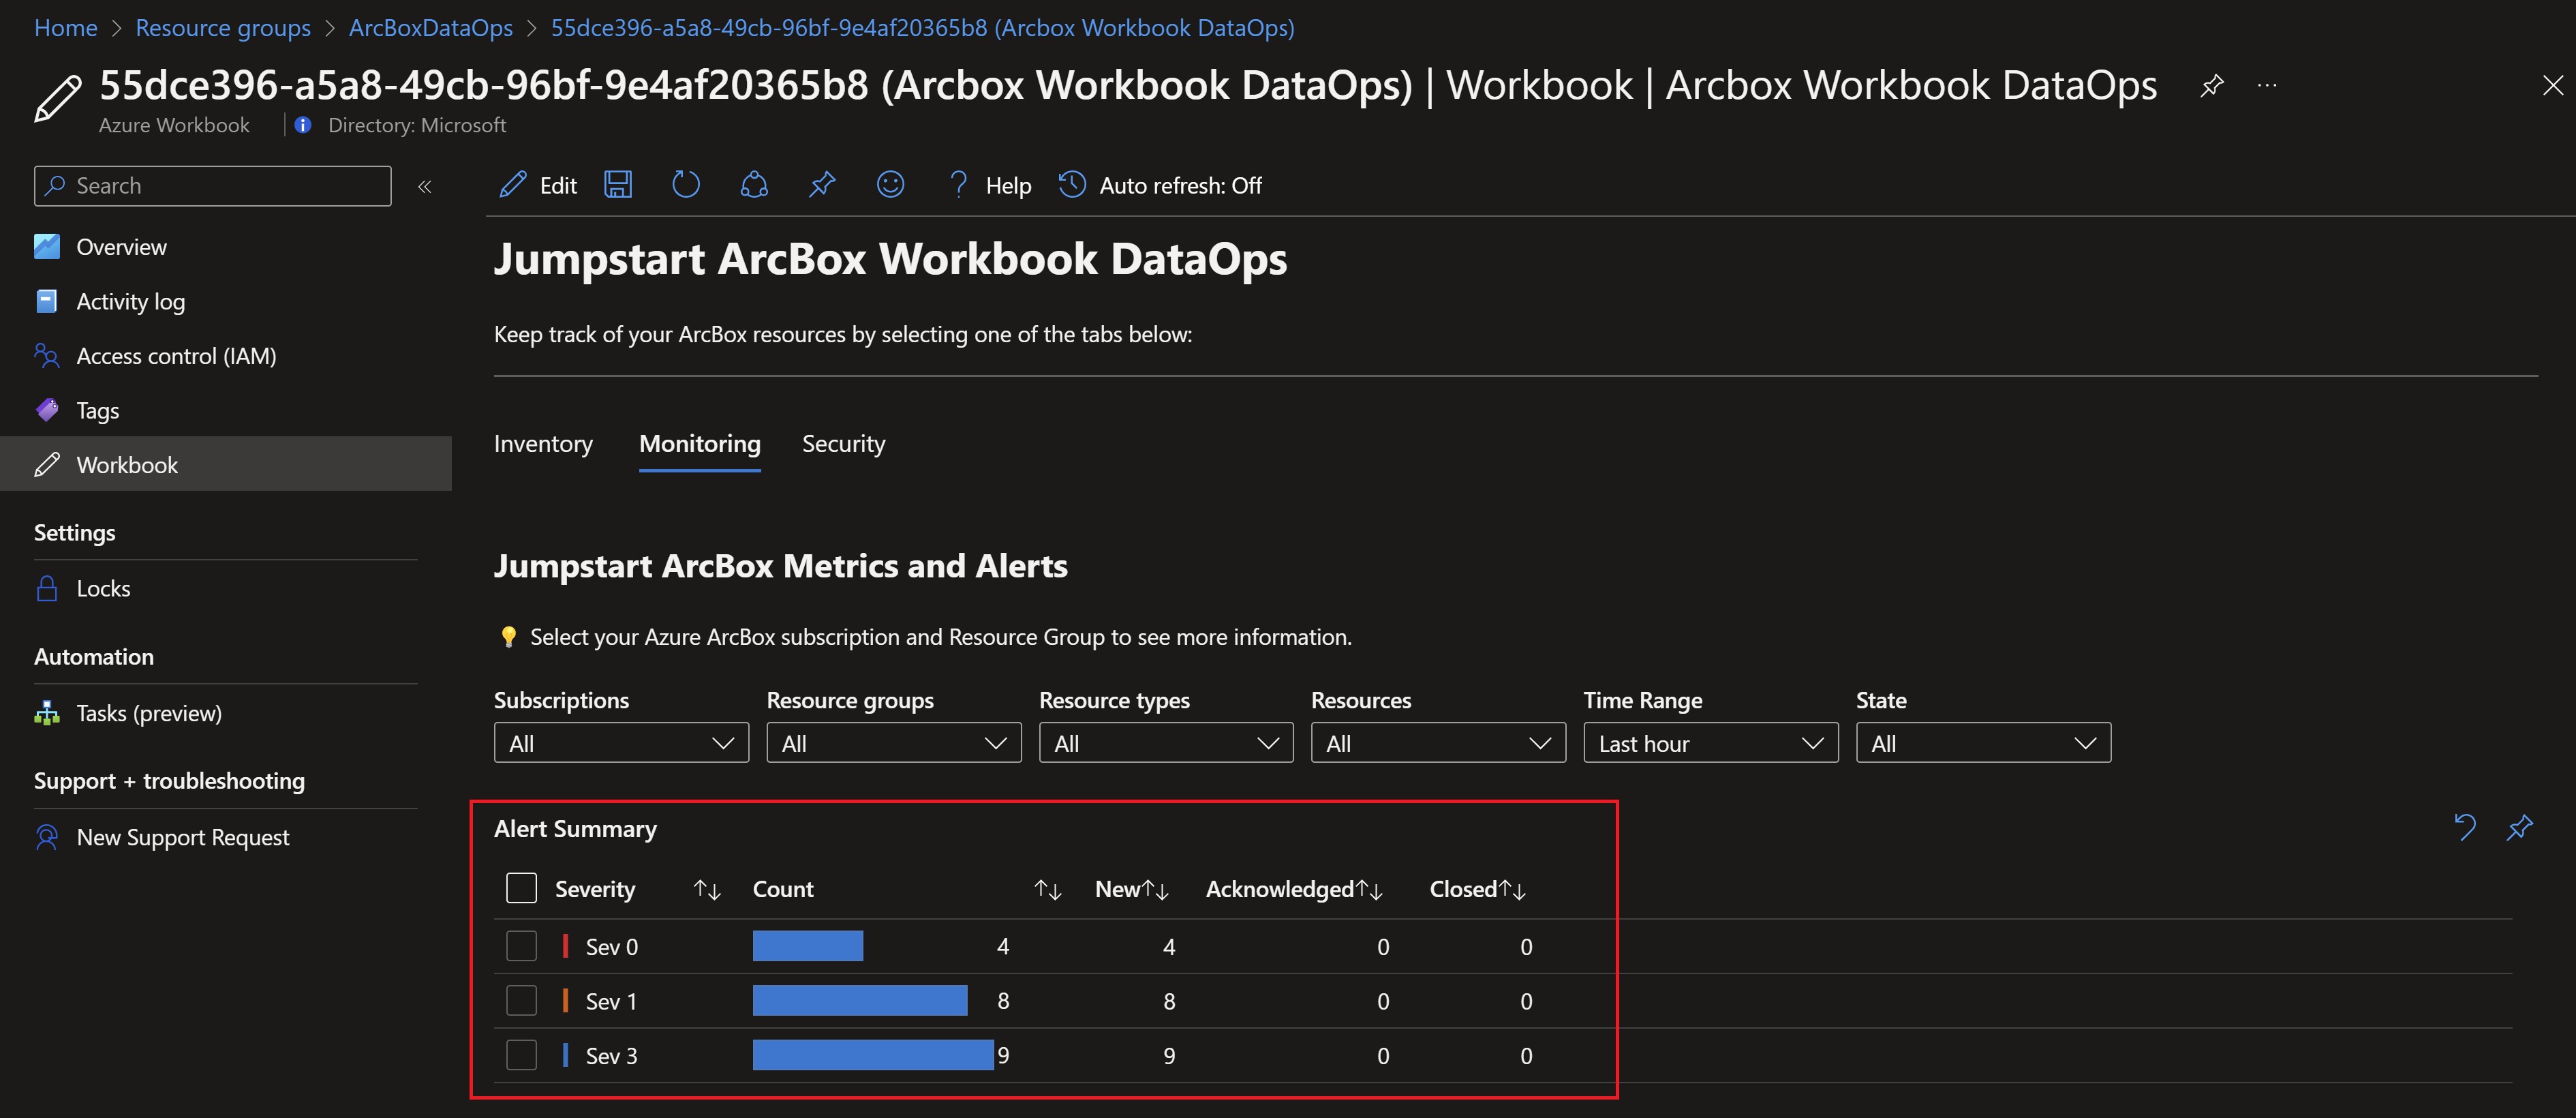 Home > Resource groups > ArcBoxDataOps > 55dce396-a5a8-49cb-96bf-9e4af20365b8 (Arcbox Workbook DataOps)
55dce396-a5a8-49cb-96bf-9e4af20365b8 (Arcbox Workbook DataOps) | Workbook | Arcbox Workbook DataOps
Azure Workbook | Directory: Microsoft
Search
Edit Help Auto refresh: Off
Overview
Activity log
Access control (IAM)
Tags
Workbook
Settings
Locks
Automation
Tasks (preview)
Support + troubleshooting
New Support Request
Jumpstart ArcBox Workbook DataOps
Keep track of your ArcBox resources by selecting one of the tabs below:
Inventory Monitoring Security
Jumpstart ArcBox Metrics and Alerts
💡 Select your Azure ArcBox subscription and Resource Group to see more information.
Subscriptions Resource groups Resource types Resources Time Range State
All All All All Last hour All
Alert Summary
Severity Count New Acknowledged Closed
Sev 0 4 4 0 0
Sev 1 8 8 0 0
Sev 3 9 9 0 0